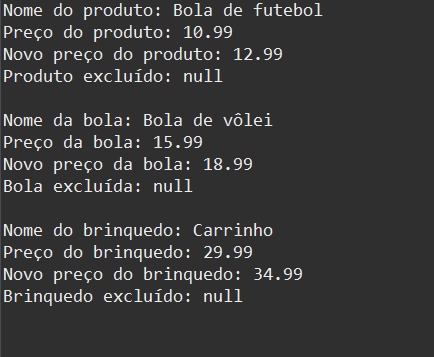 Nome do produto: Bola de futebol
Preço do produto: 10.99
Novo preço do produto: 12.99
Produto excluído: null
Nome da bola: Bola de vôlei
Preço da bola: 15.99
Novo preço da bola: 18.99
Bola excluída: null
Nome do brinquedo: Carrinho
Preço do brinquedo: 29.99
Novo preço do brinquedo: 34.99
Brinquedo excluído: null